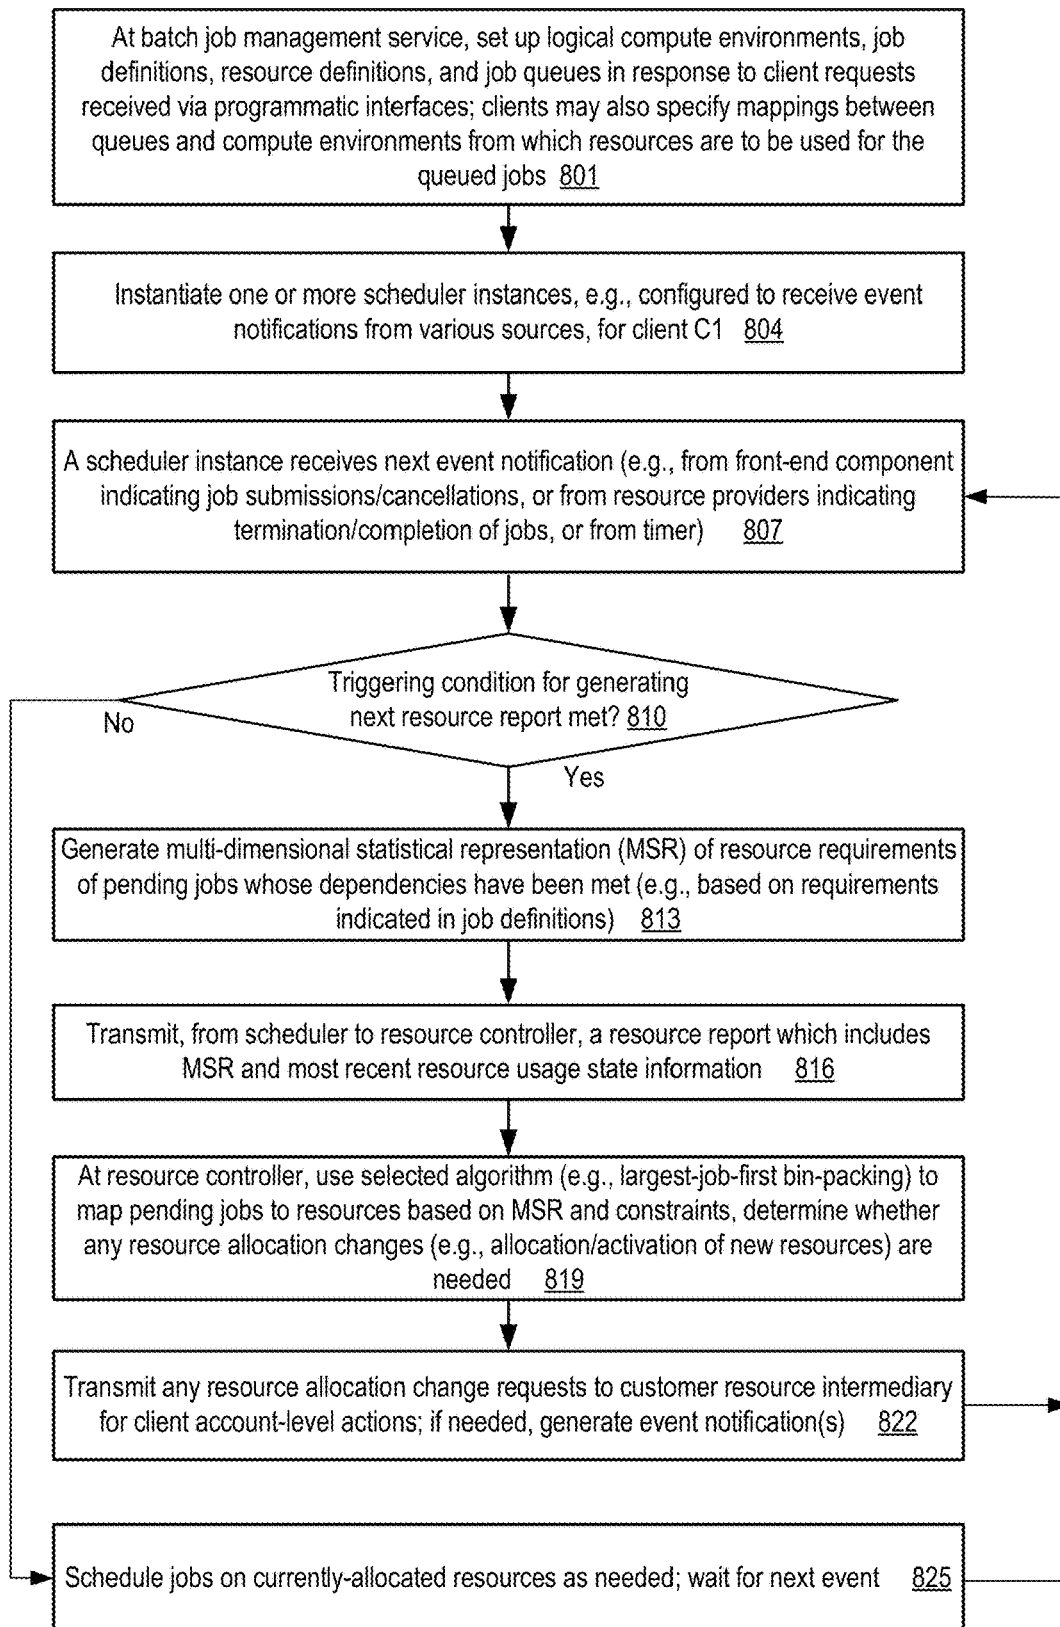 At batch job management service, set up logical compute environments, job
definitions, resource definitions, and job queues in response to client requests
received via programmatic interfaces; clients may also specify mappings between
queues and compute environments from which resources are to be used for the
queued jobs 801
Instantiate one or more scheduler instances, e.g., configured to receive event
notifications from various sources, for client C1 804
A scheduler instance receives next event notification (e.g., from front-end component
indicating job submissions/cancellations, or from resource providers indicating
termination/completion of jobs, or from timer) 807
Triggering condition for generating
next resource report met? 810
No
Yes
Generate multi-dimensional statistical representation (MSR) of resource requirements
of pending jobs whose dependencies have been met (e.g., based on requirements
indicated in job definitions) 813
Transmit, from scheduler to resource controller, a resource report which includes
MSR and most recent resource usage state information 816
At resource controller, use selected algorithm (e.g., largest-job-first bin-packing) to
map pending jobs to resources based on MSR and constraints, determine whether
any resource allocation changes (e.g., allocation/activation of new resources) are
needed 819
Transmit any resource allocation change requests to customer resource intermediary
for client account-level actions; if needed, generate event notification(s) 822
Schedule jobs on currently-allocated resources as needed; wait for next event 825